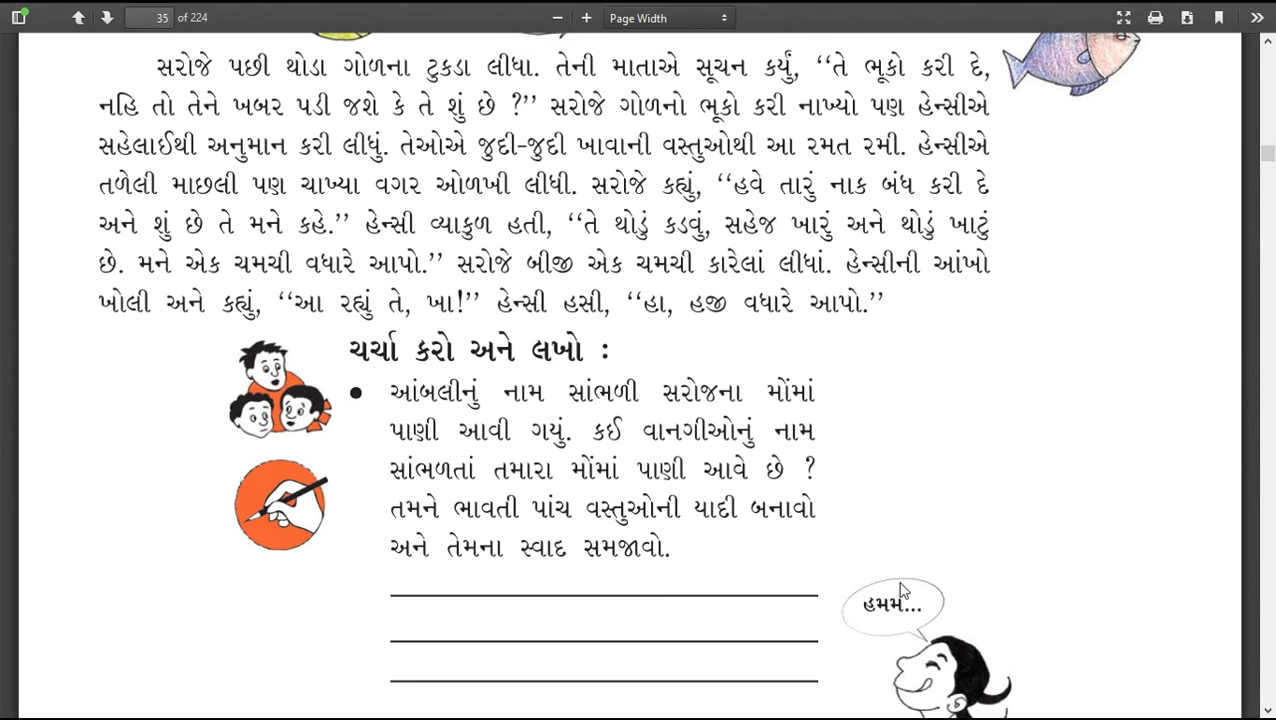 35 of 224
Page Width
સરોજે પછી થોડા ગોળના ટુકડા લીધા. તેની માતાએ સૂચન કર્યું, ‘‘તે ભૂકો કરી દે,
નહિ તો તેને ખબર પડી જશે કે તે શું છે ?’’ સરોજે ગોળનો ભૂકો કરી નાખ્યો પણ હેન્સીએ
સહેલાઈથી અનુમાન કરી લીધું. તેઓએ જુદી-જુદી ખાવાની વસ્તુઓથી આ રમત રમી. હેન્સીએ
તળેલી માછલી પણ ચાખ્યા વગર ઓળખી લીધી. સરોજે કહ્યું, ‘‘હવે તારું નાક બંધ કરી દે
અને શું છે તે મને કહે.’’ હેન્સી વ્યાકુળ હતી, ‘‘તે થોડું કડવું, સહેજ ખારું અને થોડું ખાટું
છે. મને એક ચમચી વધારે આપો.’’ સરોજે બીજી એક ચમચી કારેલાં લીધાં. હેન્સીની આંખો
ખોલી અને કહ્યું, ‘‘આ રહ્યું તે, ખા!’’ હેન્સી હસી, ‘‘હા, હજી વધારે આપો.’’
ચર્ચા કરો અને લખો :
● આંબલીનું નામ સાંભળી સરોજના મોંમાં
પાણી આવી ગયું. કઈ વાનગીઓનું નામ
સાંભળતાં તમારા મોંમાં પાણી આવે છે ?
તમને ભાવતી પાંચ વસ્તુઓની યાદી બનાવો
અને તેમના સ્વાદ સમજાવો.
હમમ...